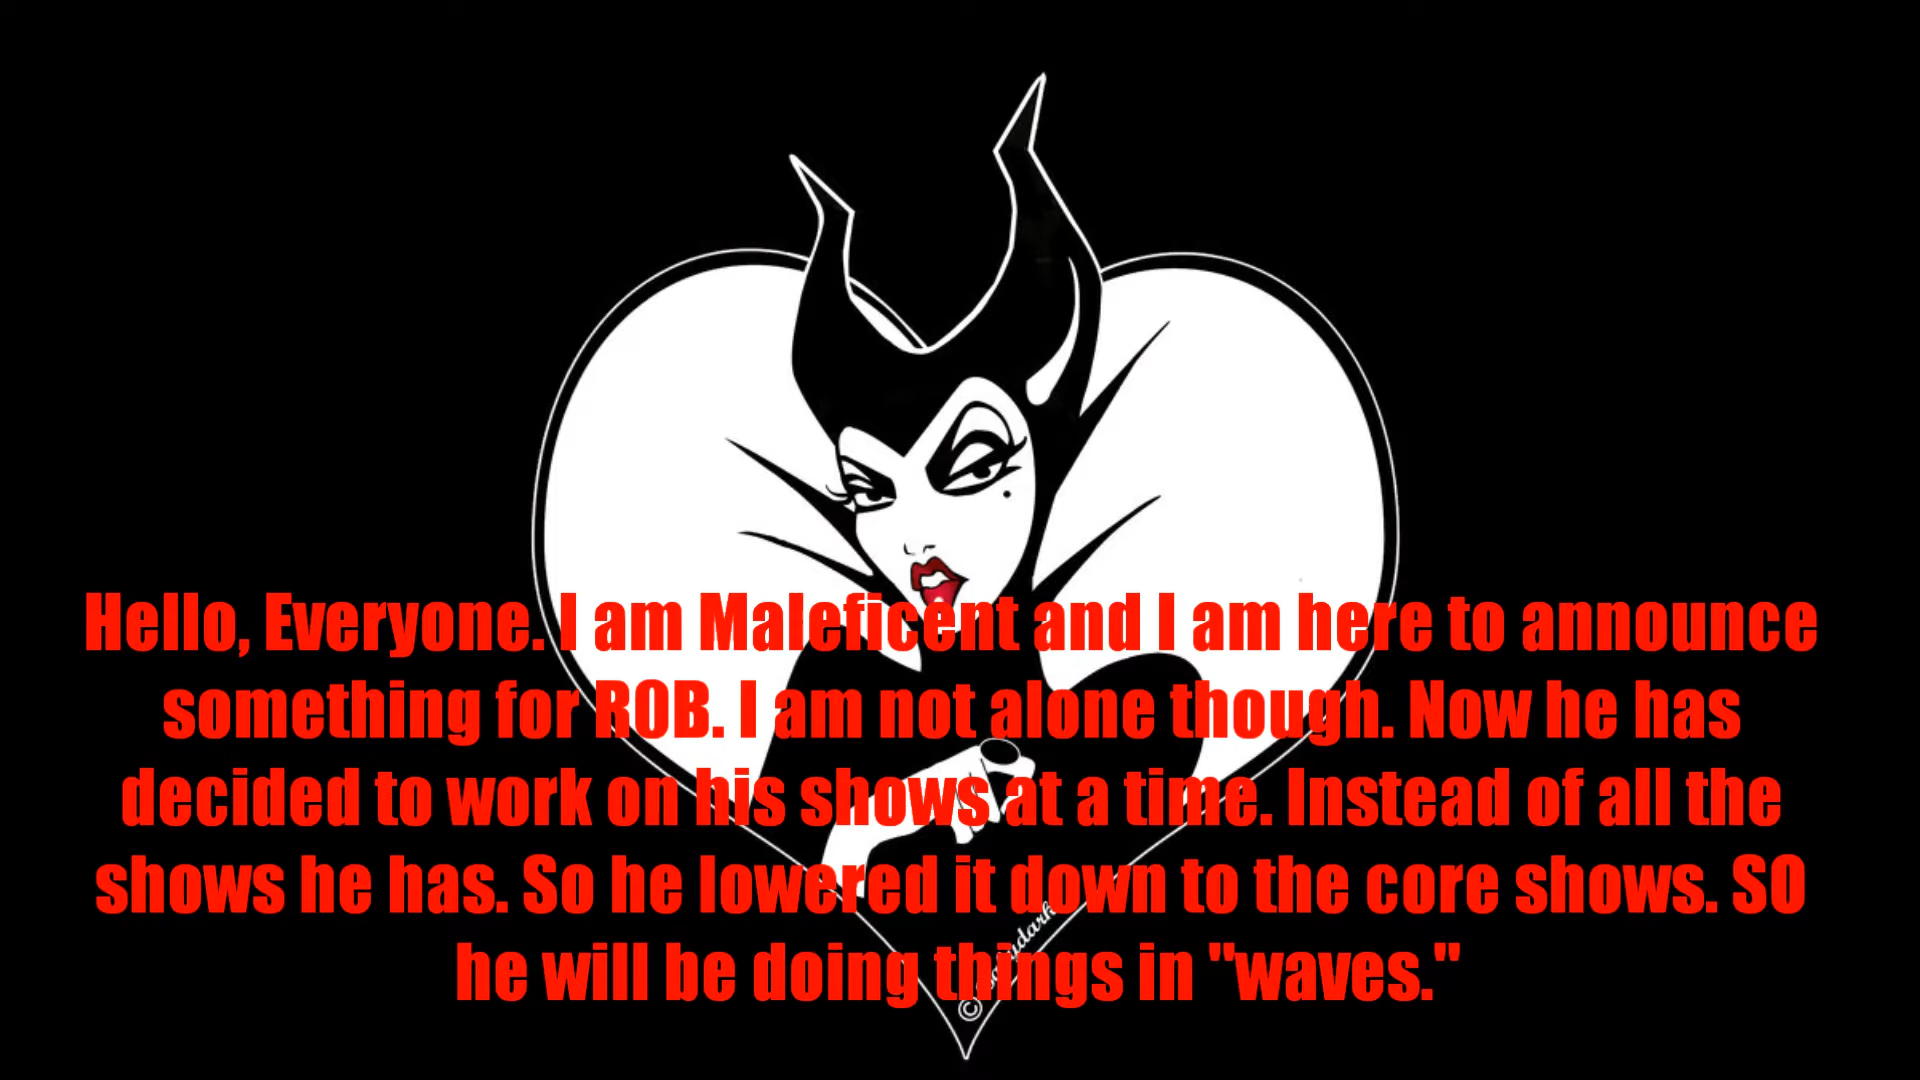 Hello, Everyone. I am Maleficent and I am here to announce
something for ROB. I am not alone though. Now he has
decided to work on his shows at a time. Instead of all the
shows he has. So he lowered it down to the core shows. SO
he will be doing things in "waves."
©